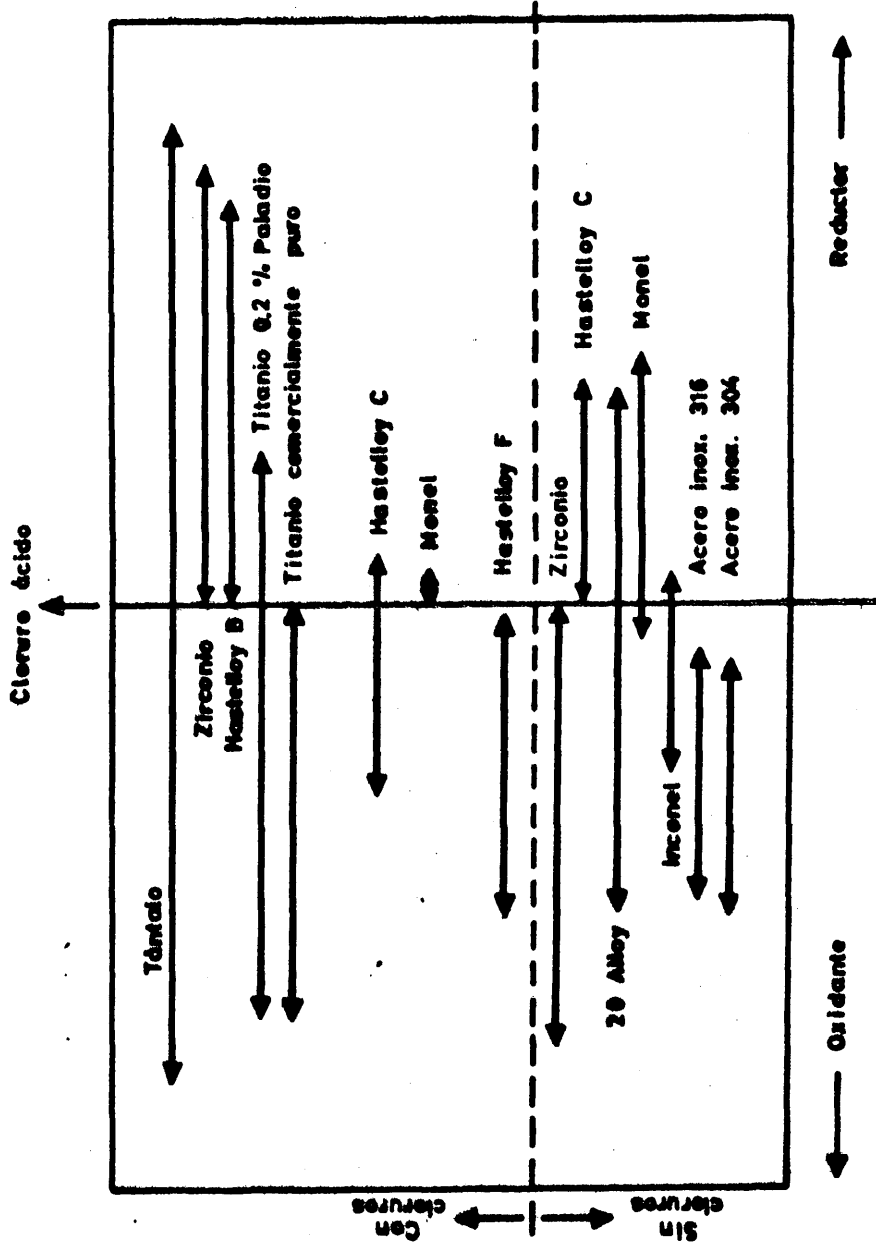 Cloruro ácido
Tántalo
Zirconio
Hastelloy B
Titanio 0.2 % Paladio
Titanio comercialmente puro
Hastelloy C
Monel
Hastelloy F
Con
cloruros
Sin
cloruros
Zirconio
Hastelloy C
20 Alloy
Monel
Inconel
Acero inox. 316
Acero inox. 304
Oxidante
Reductor